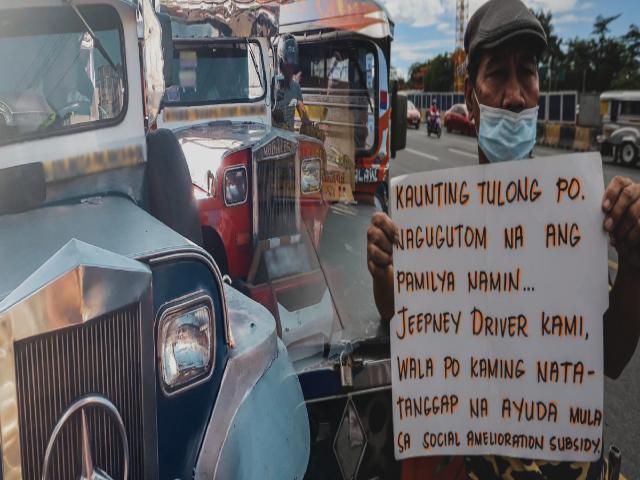 KAUNTING TULONG PO.
NAGUGUTOM NA ANG
PAMILYA NAMIN...
JEEPNEY DRIVER KAMI,
WALA PO KAMING NATA-
TANGGAP NA AYUDA MULA
SA SOCIAL AMELIORATION SUBSIDY.